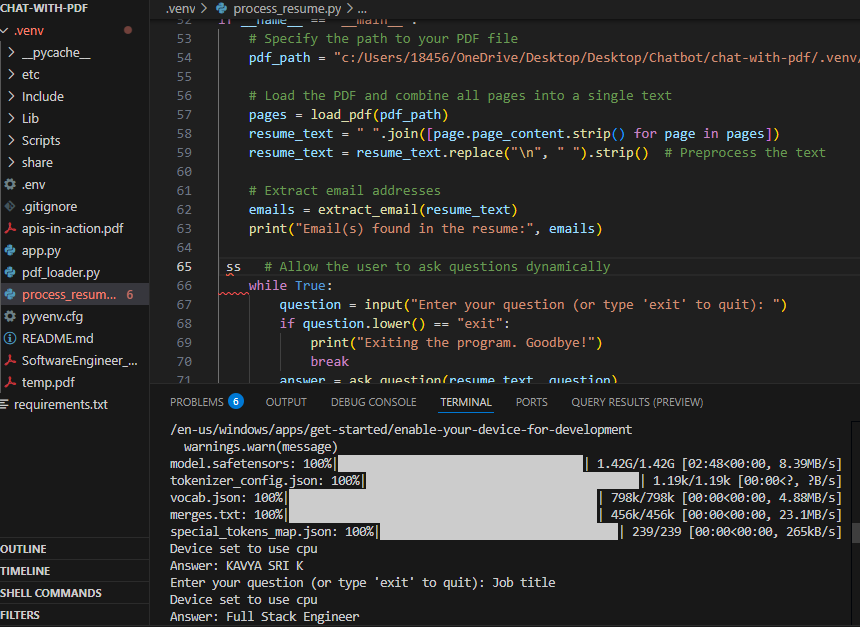 CHAT-WITH-PDF
.venv
__pycache__
etc
Include
Lib
Scripts
share
.env
.gitignore
apis-in-action.pdf
app.py
pdf_loader.py
process_resum... 6
pyvenv.cfg
README.md
SoftwareEngineer_...
temp.pdf
requirements.txt
OUTLINE
TIMELINE
SHELL COMMANDS
FILTERS
.venv > process_resume.py > ...
52 if __name__ == "__main__":
53 # Specify the path to your PDF file
54 pdf_path = "c:/Users/18456/OneDrive/Desktop/Desktop/Chatbot/chat-with-pdf/.venv/
55
56 # Load the PDF and combine all pages into a single text
57 pages = load_pdf(pdf_path)
58 resume_text = " ".join([page.page_content.strip() for page in pages])
59 resume_text = resume_text.replace("\n", " ").strip()  # Preprocess the text
60
61 # Extract email addresses
62 emails = extract_email(resume_text)
63 print("Email(s) found in the resume:", emails)
64
65 ss # Allow the user to ask questions dynamically
66 while True:
67 question = input("Enter your question (or type 'exit' to quit): ")
68 if question.lower() == "exit":
69 print("Exiting the program. Goodbye!")
70 break
71 answer = ask_question(resume_text, question)
PROBLEMS 6 OUTPUT DEBUG CONSOLE TERMINAL PORTS QUERY RESULTS (PREVIEW)
/en-us/windows/apps/get-started/enable-your-device-for-development
warnings.warn(message)
model.safetensors: 100%| | 1.42G/1.42G [02:48<00:00, 8.39MB/s]
tokenizer_config.json: 100%| | 1.19k/1.19k [00:00<?, ?B/s]
vocab.json: 100%| | 798k/798k [00:00<00:00, 4.88MB/s]
merges.txt: 100%| | 456k/456k [00:00<00:00, 23.1MB/s]
special_tokens_map.json: 100%| | 239/239 [00:00<00:00, 265kB/s]
Device set to use cpu
Answer: KAVYA SRI K
Enter your question (or type 'exit' to quit): Job title
Device set to use cpu
Answer: Full Stack Engineer